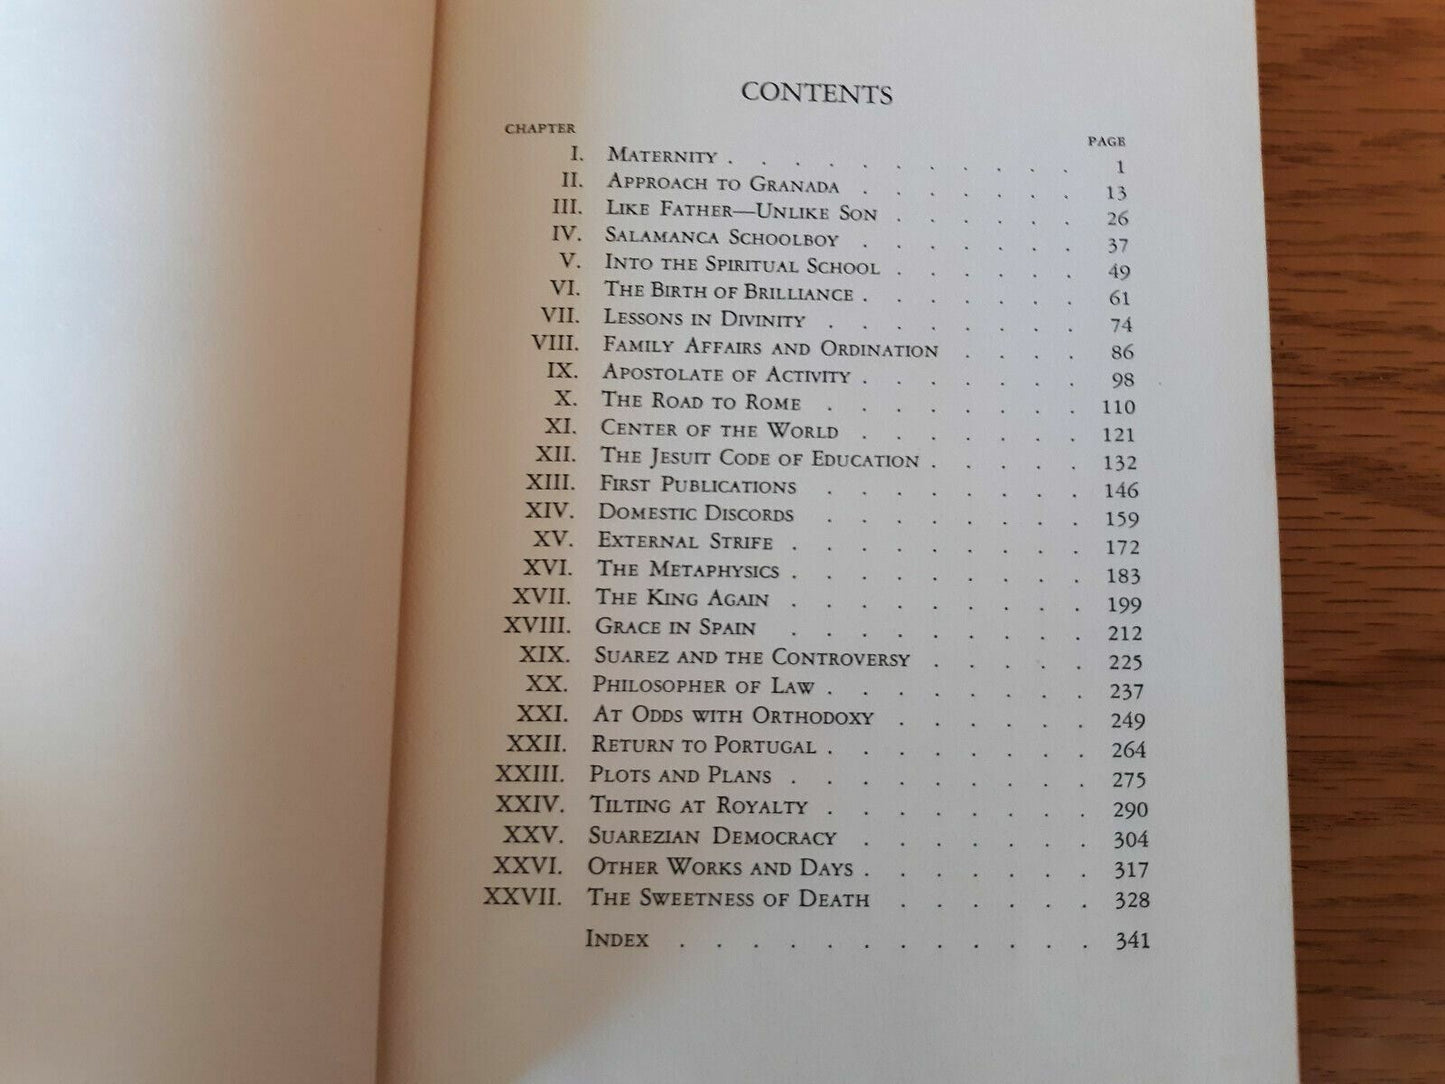 CONTENTS
CHAPTER PAGE
I. MATERNITY . . . . . . . . . . 1
II. APPROACH TO GRANADA . . . . . . . 13
III. LIKE FATHER—UNLIKE SON . . . . . . 26
IV. SALAMANCA SCHOOLBOY . . . . . . . 37
V. INTO THE SPIRITUAL SCHOOL . . . . . . 49
VI. THE BIRTH OF BRILLIANCE . . . . . . . 61
VII. LESSONS IN DIVINITY . . . . . . . . 74
VIII. FAMILY AFFAIRS AND ORDINATION . . . . 86
IX. APOSTOLATE OF ACTIVITY . . . . . . . 98
X. THE ROAD TO ROME . . . . . . . . 110
XI. CENTER OF THE WORLD . . . . . . . 121
XII. THE JESUIT CODE OF EDUCATION . . . . . 132
XIII. FIRST PUBLICATIONS . . . . . . . . 146
XIV. DOMESTIC DISCORDS . . . . . . . . 159
XV. EXTERNAL STRIFE . . . . . . . . . 172
XVI. THE METAPHYSICS . . . . . . . . . 183
XVII. THE KING AGAIN . . . . . . . . . 199
XVIII. GRACE IN SPAIN . . . . . . . . . 212
XIX. SUAREZ AND THE CONTROVERSY . . . . . 225
XX. PHILOSOPHER OF LAW . . . . . . . . 237
XXI. AT ODDS WITH ORTHODOXY . . . . . . 249
XXII. RETURN TO PORTUGAL . . . . . . . . 264
XXIII. PLOTS AND PLANS . . . . . . . . . 275
XXIV. TILTING AT ROYALTY . . . . . . . . 290
XXV. SUAREZIAN DEMOCRACY . . . . . . . 304
XXVI. OTHER WORKS AND DAYS . . . . . . . 317
XXVII. THE SWEETNESS OF DEATH . . . . . . 328
INDEX . . . . . . . . . . . . 341